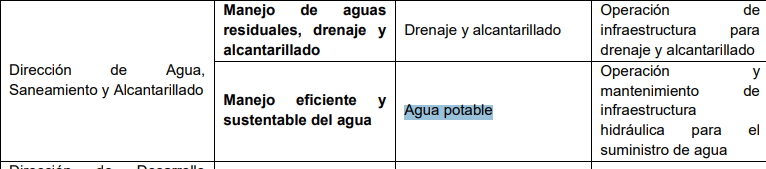 Dirección de Agua,
Saneamiento y Alcantarillado
Manejo de aguas
residuales, drenaje y
alcantarillado
Drenaje y alcantarillado
Operación de
infraestructura para
drenaje y alcantarillado
Manejo eficiente y
sustentable del agua
Agua potable
Operación y
mantenimiento de
infraestructura
hidráulica para el
suministro de agua
Dirección de Desarrollo